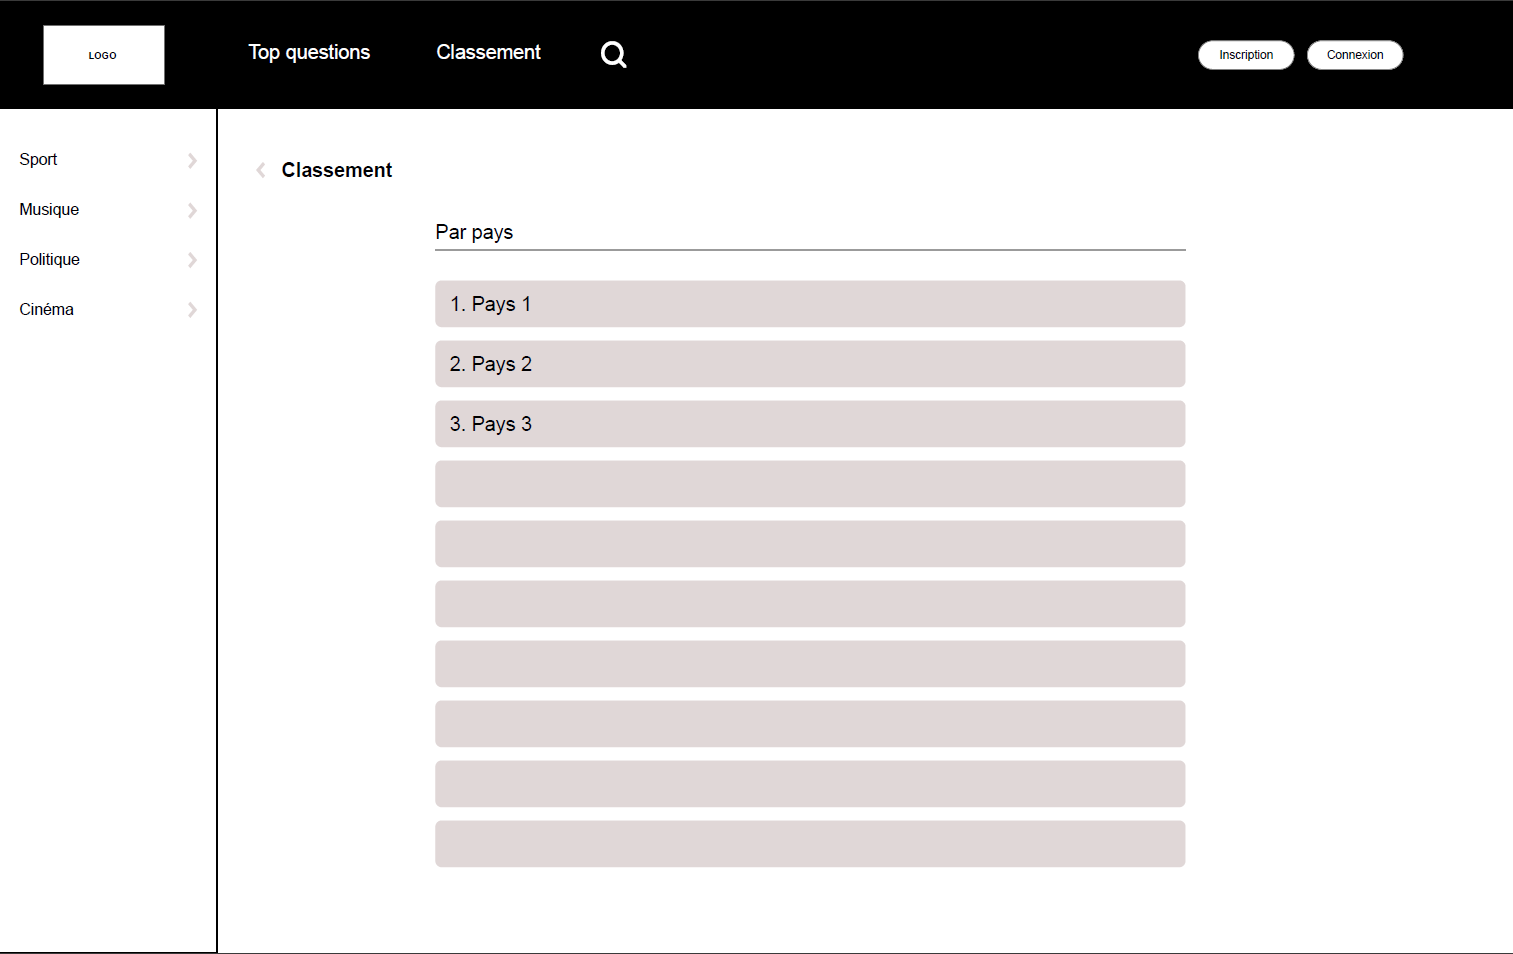 LOGO
Top questions
Classement
Inscription
Connexion
Sport
Musique
Politique
Cinéma
Classement
Par pays
1. Pays 1
2. Pays 2
3. Pays 3